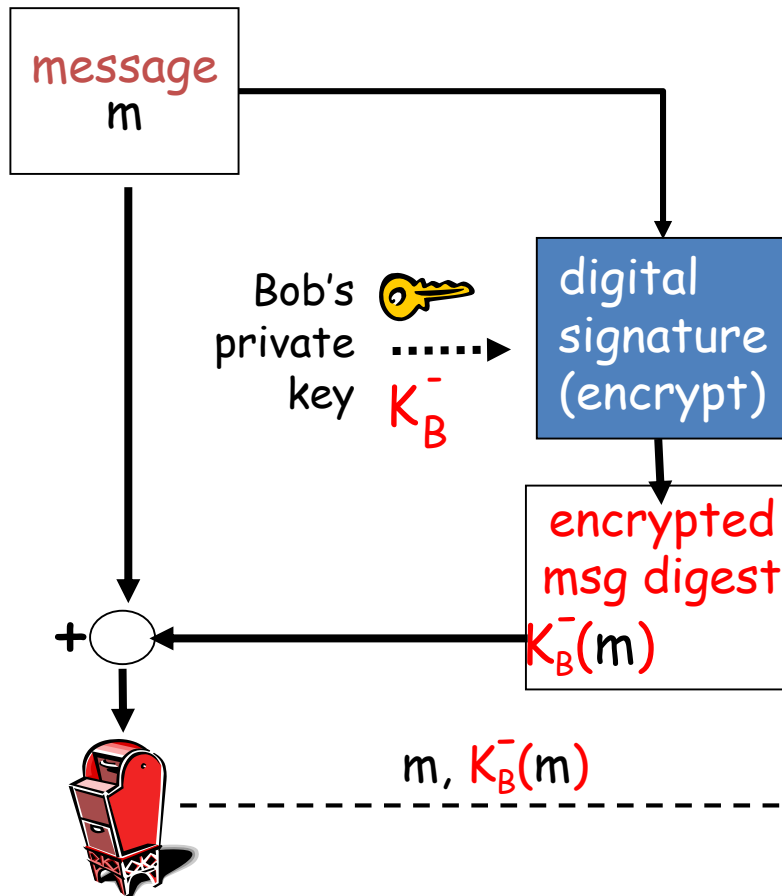 message
m
Bob's
private
key
K_B^-
digital
signature
(encrypt)
encrypted
msg digest
K_B^-(m)
+
m, K_B^-(m)